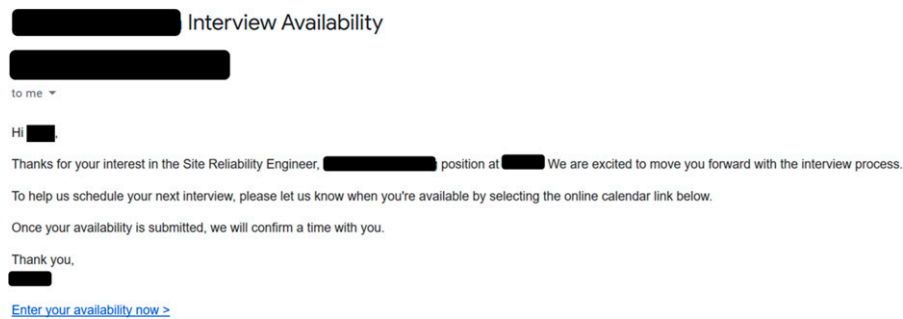 Interview Availability
to me
Hi ,
Thanks for your interest in the Site Reliability Engineer, position at We are excited to move you forward with the interview process.
To help us schedule your next interview, please let us know when you're available by selecting the online calendar link below.
Once your availability is submitted, we will confirm a time with you.
Thank you,
Enter your availability now >